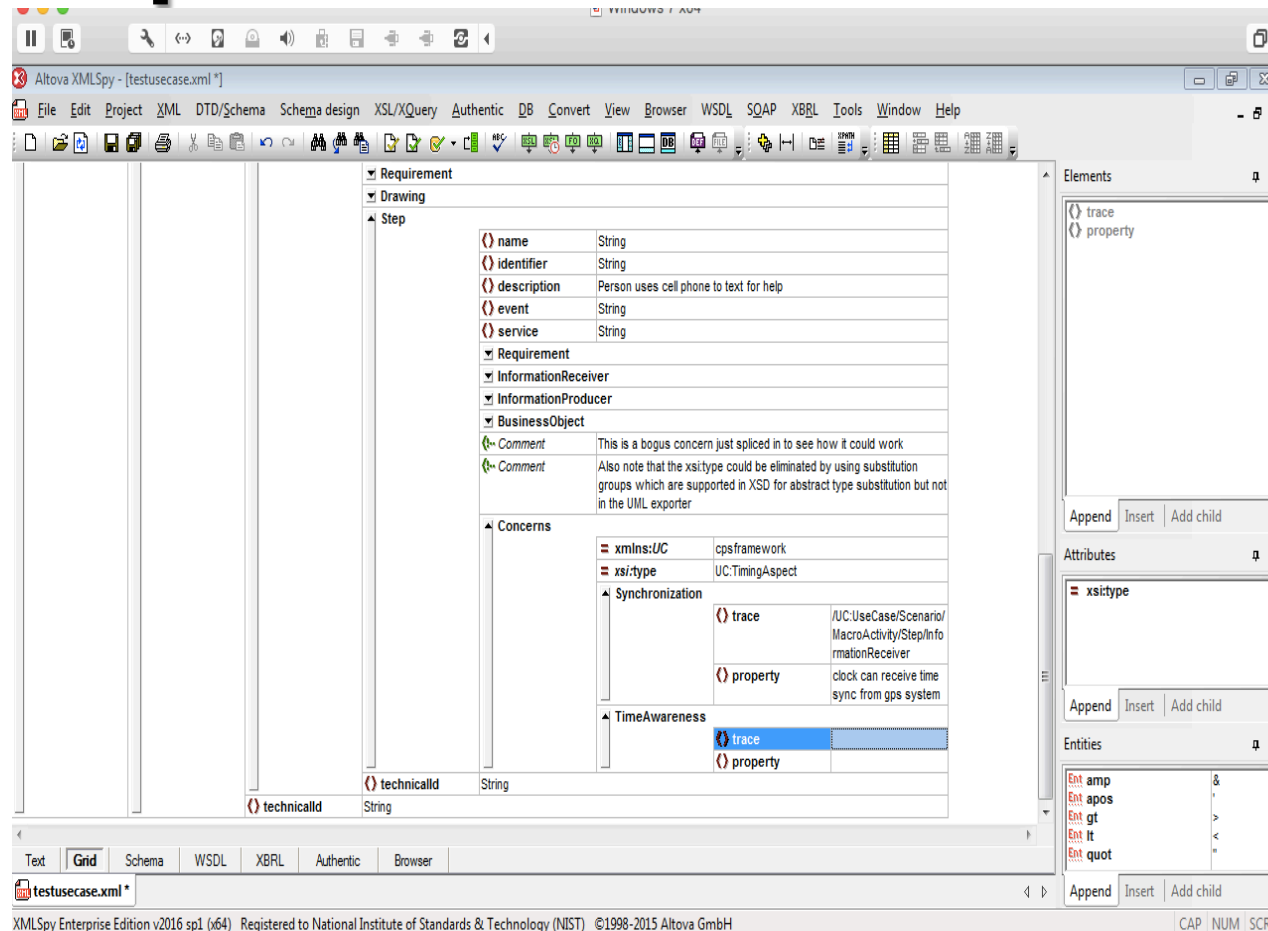 Windows 7 x64
Altova XMLSpy - [testusecase.xml *]
File Edit Project XML DTD/Schema Schema design XSL/XQuery Authentic DB Convert View Browser WSDL SOAP XBRL Tools Window Help
Requirement
Drawing
Step
name String
identifier String
description Person uses cell phone to text for help
event String
service String
Requirement
InformationReceiver
InformationProducer
BusinessObject
Comment This is a bogus concern just spliced in to see how it could work
Comment Also note that the xsi:type could be eliminated by using substitution
groups which are supported in XSD for abstract type substitution but not
in the UML exporter
Concerns
= xmlns:UC cpsframework
= xsi:type UC:TimingAspect
Synchronization
trace /UC:UseCase/Scenario/
MacroActivity/Step/Info
rmationReceiver
property clock can receive time
sync from gps system
TimeAwareness
trace
property
technicalId String
technicalId String
Elements
trace
property
Append Insert Add child
Attributes
= xsi:type
Append Insert Add child
Entities
Ent amp &
Ent apos '
Ent gt >
Ent lt <
Ent quot "
Append Insert Add child
Text Grid Schema WSDL XBRL Authentic Browser
testusecase.xml *
XMLSpy Enterprise Edition v2016 sp1 (x64) Registered to National Institute of Standards & Technology (NIST) ©1998-2015 Altova GmbH
CAP NUM SCR